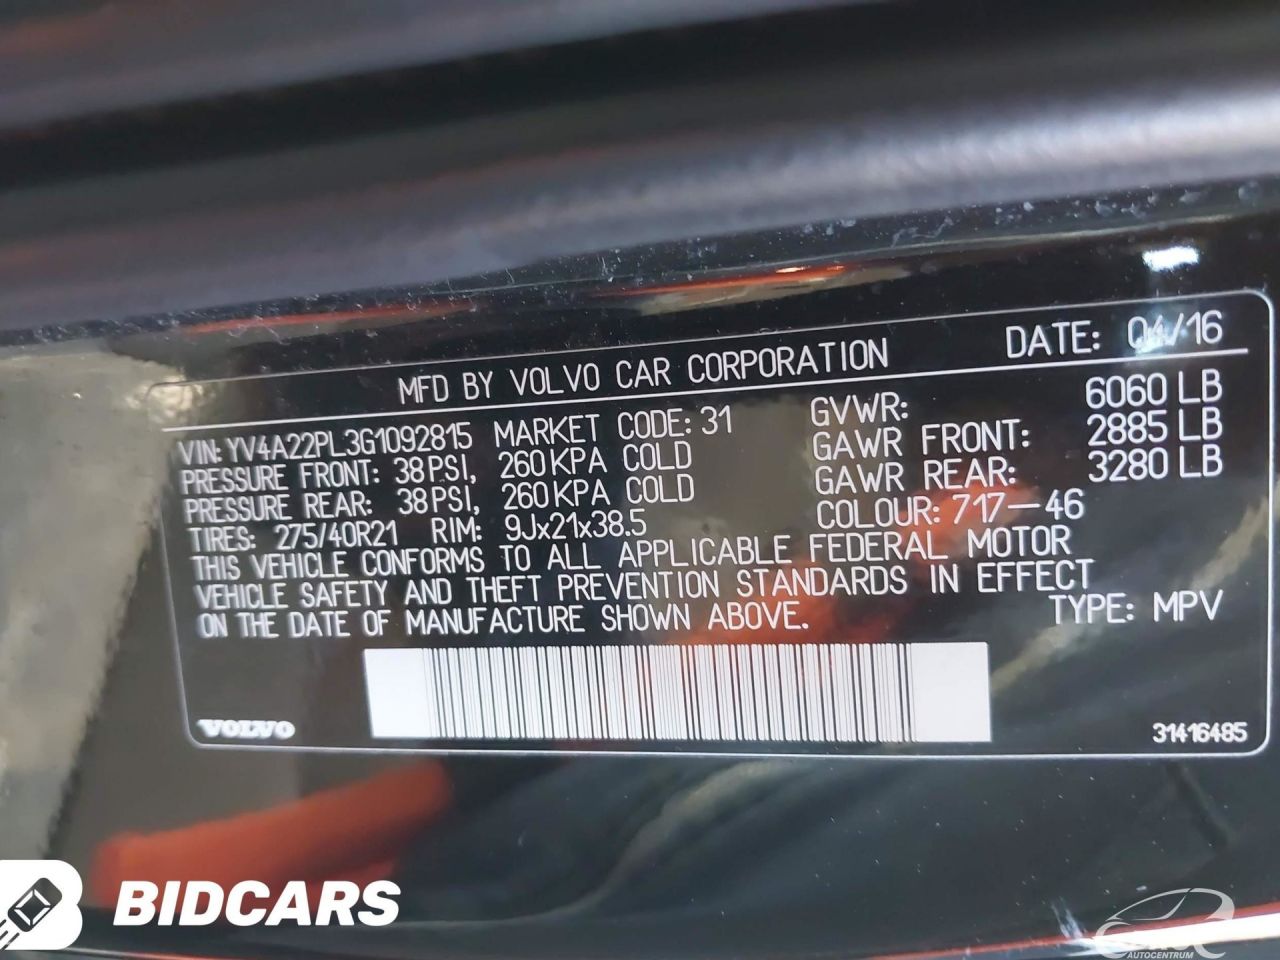 MFD BY VOLVO CAR CORPORATION DATE: 04/16
VIN: YV4A22PL3G1092815 MARKET CODE: 31 GVWR: 6060 LB
PRESSURE FRONT: 38 PSI, 260 KPA COLD GAWR FRONT: 2885 LB
PRESSURE REAR: 38 PSI, 260 KPA COLD GAWR REAR: 3280 LB
TIRES: 275/40R21 RIM: 9Jx21x38.5 COLOUR: 717-46
THIS VEHICLE CONFORMS TO ALL APPLICABLE FEDERAL MOTOR
VEHICLE SAFETY AND THEFT PREVENTION STANDARDS IN EFFECT
ON THE DATE OF MANUFACTURE SHOWN ABOVE. TYPE: MPV
VOLVO 31416485
BIDCARS
AUTOCENTRUM